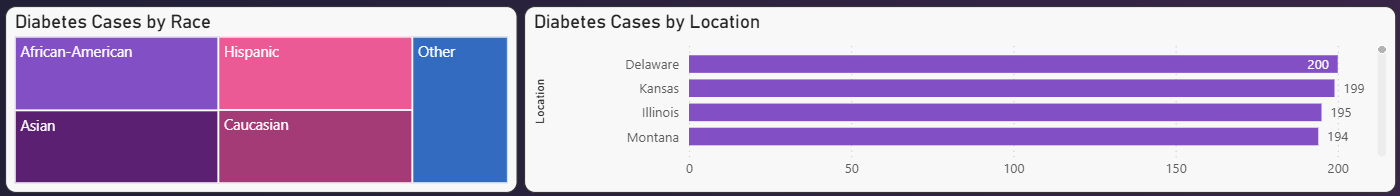 Diabetes Cases by Race
African-American
Hispanic
Other
Asian
Caucasian
Diabetes Cases by Location
Location
Delaware 200
Kansas 199
Illinois 195
Montana 194
0 50 100 150 200